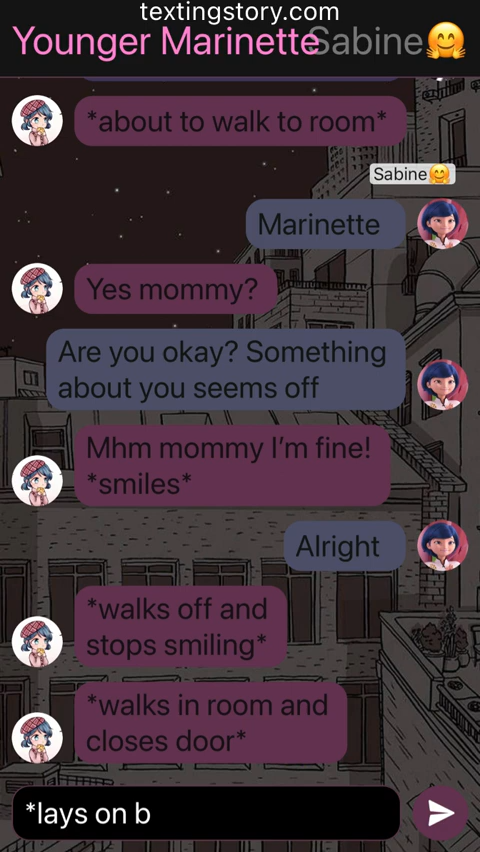 textingstory.com
Younger Marinette Sabine🤗
*about to walk to room*
Sabine🤗
Marinette
Yes mommy?
Are you okay? Something
about you seems off
Mhm mommy I’m fine!
*smiles*
Alright
*walks off and
stops smiling*
*walks in room and
closes door*
*lays on b